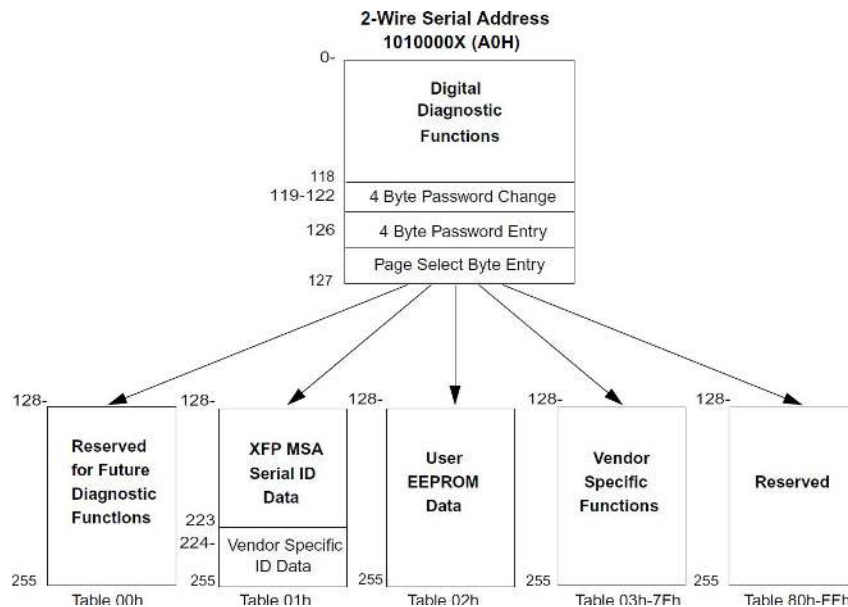 2-Wire Serial Address
1010000X (A0H)
0-
Digital
Diagnostic
Functions
118
119-122
4 Byte Password Change
126
4 Byte Password Entry
Page Select Byte Entry
127
128-
128-
128-
128-
128-
Reserved
for Future
Diagnostic
Functions
XFP MSA
Serial ID
Data
User
EEPROM
Data
Vendor
Specific
Functions
Reserved
223
224-
Vendor Specific
ID Data
255
255
255
255
255
Table 00h
Table 01h
Table 02h
Table 03h-7Fh
Table 80h-FFh